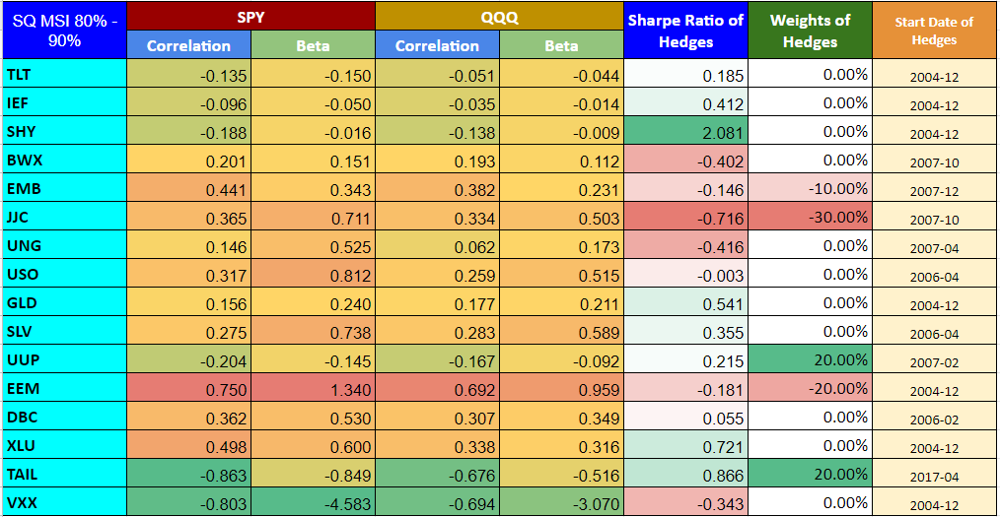 SQ MSI 80% - 90% SPY QQQ Sharpe Ratio of Hedges Weights of Hedges Start Date of Hedges
Correlation Beta Correlation Beta
TLT -0.135 -0.150 -0.051 -0.044 0.185 0.00% 2004-12
IEF -0.096 -0.050 -0.035 -0.014 0.412 0.00% 2004-12
SHY -0.188 -0.016 -0.138 -0.009 2.081 0.00% 2004-12
BWX 0.201 0.151 0.193 0.112 -0.402 0.00% 2007-10
EMB 0.441 0.343 0.382 0.231 -0.146 -10.00% 2007-12
JJC 0.365 0.711 0.334 0.503 -0.716 -30.00% 2007-10
UNG 0.146 0.525 0.062 0.173 -0.416 0.00% 2007-04
USO 0.317 0.812 0.259 0.515 -0.003 0.00% 2006-04
GLD 0.156 0.240 0.177 0.211 0.541 0.00% 2004-12
SLV 0.275 0.738 0.283 0.589 0.355 0.00% 2006-04
UUP -0.204 -0.145 -0.167 -0.092 0.215 20.00% 2007-02
EEM 0.750 1.340 0.692 0.959 -0.181 -20.00% 2004-12
DBC 0.362 0.530 0.307 0.349 0.055 0.00% 2006-02
XLU 0.498 0.600 0.338 0.316 0.721 0.00% 2004-12
TAIL -0.863 -0.849 -0.676 -0.516 0.866 20.00% 2017-04
VXX -0.803 -4.583 -0.694 -3.070 -0.343 0.00% 2004-12